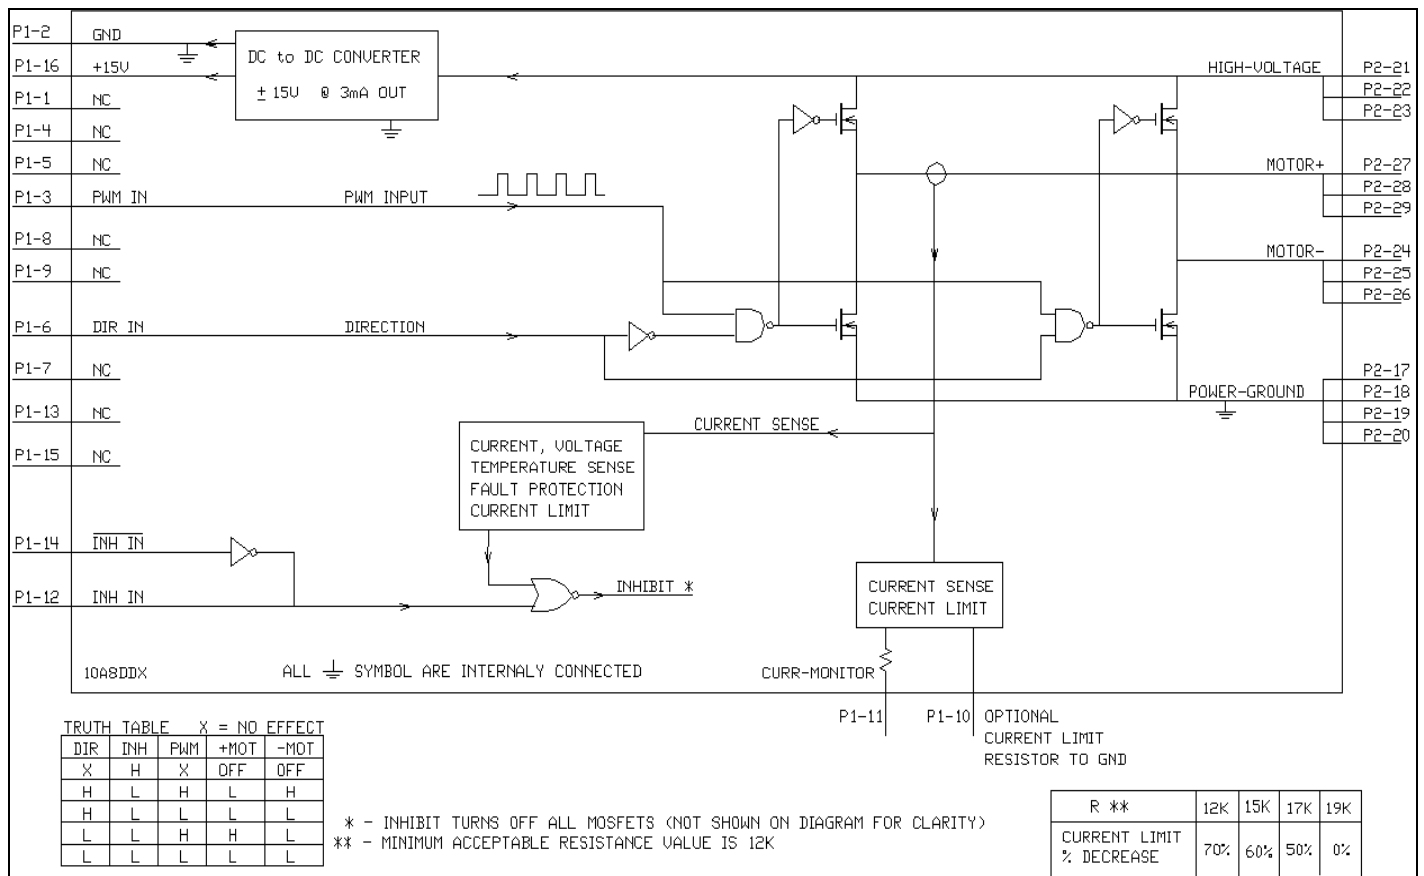 P1-2 GND
P1-16 +15V
P1-1 NC
P1-4 NC
P1-5 NC
P1-3 PWM IN PWM INPUT
P1-8 NC
P1-9 NC
P1-6 DIR IN DIRECTION
P1-7 NC
P1-13 NC
P1-15 NC
P1-14 INH IN
P1-12 INH IN
DC to DC CONVERTER
± 15V @ 3mA OUT
HIGH-VOLTAGE P2-21
P2-22
P2-23
MOTOR+ P2-27
P2-28
P2-29
MOTOR- P2-24
P2-25
P2-26
P2-17
POWER-GROUND P2-18
P2-19
P2-20
CURRENT SENSE
CURRENT, VOLTAGE
TEMPERATURE SENSE
FAULT PROTECTION
CURRENT LIMIT
INHIBIT *
CURRENT SENSE
CURRENT LIMIT
10A8DDX
ALL SYMBOL ARE INTERNALY CONNECTED
CURR-MONITOR
P1-11
P1-10 OPTIONAL
CURRENT LIMIT
RESISTOR TO GND
TRUTH TABLE X = NO EFFECT
DIR INH PWM +MOT -MOT
X H X OFF OFF
H L H L H
H L L L L
L L H H L
L L L L L
* - INHIBIT TURNS OFF ALL MOSFETS (NOT SHOWN ON DIAGRAM FOR CLARITY)
** - MINIMUM ACCEPTABLE RESISTANCE VALUE IS 12K
R ** 12K 15K 17K 19K
CURRENT LIMIT
% DECREASE 70% 60% 50% 0%